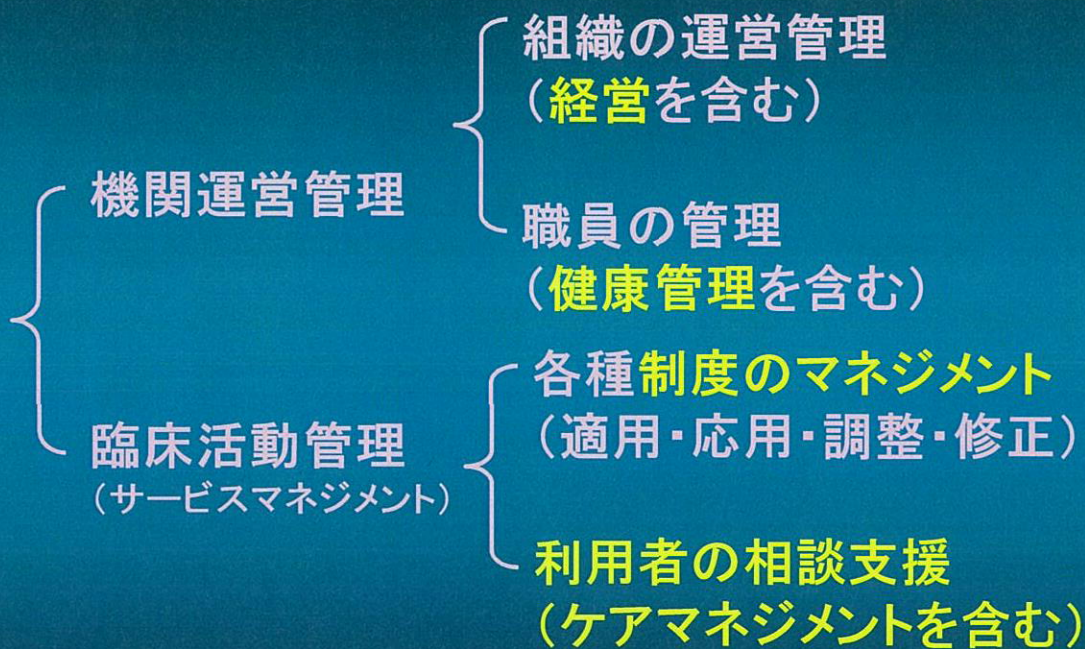 組織の運営管理
（経営を含む）
機関運営管理
職員の管理
（健康管理を含む）
各種制度のマネジメント
（適用・応用・調整・修正）
臨床活動管理
（サービスマネジメント）
利用者の相談支援
（ケアマネジメントを含む）